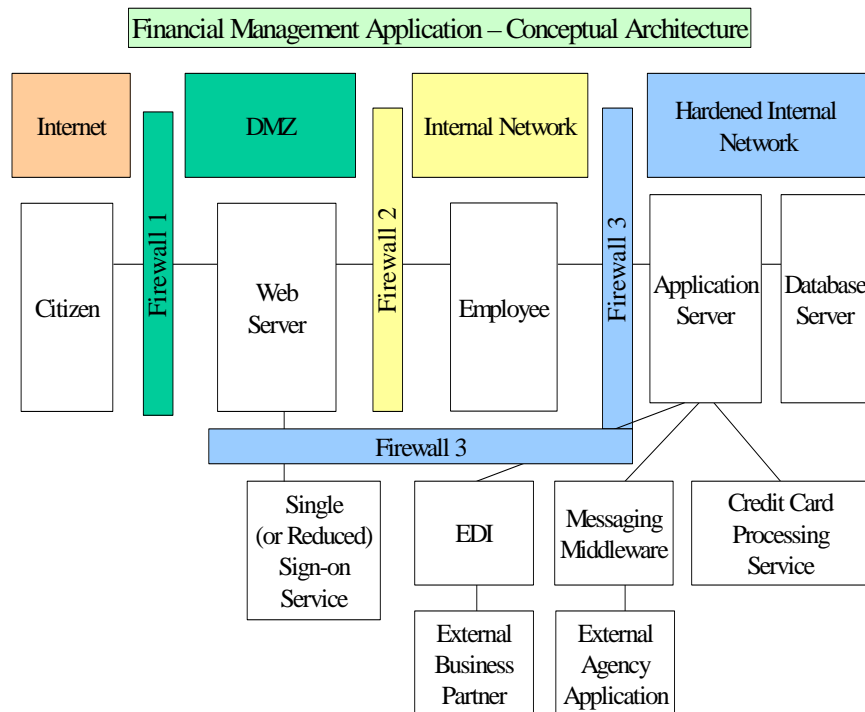 Financial Management Application – Conceptual Architecture
Internet
DMZ
Internal Network
Hardened Internal
Network
Firewall 1
Firewall 2
Firewall 3
Citizen
Web
Server
Employee
Application
Server
Database
Server
Firewall 3
Single
(or Reduced)
Sign-on
Service
EDI
Messaging
Middleware
Credit Card
Processing
Service
External
Business
Partner
External
Agency
Application